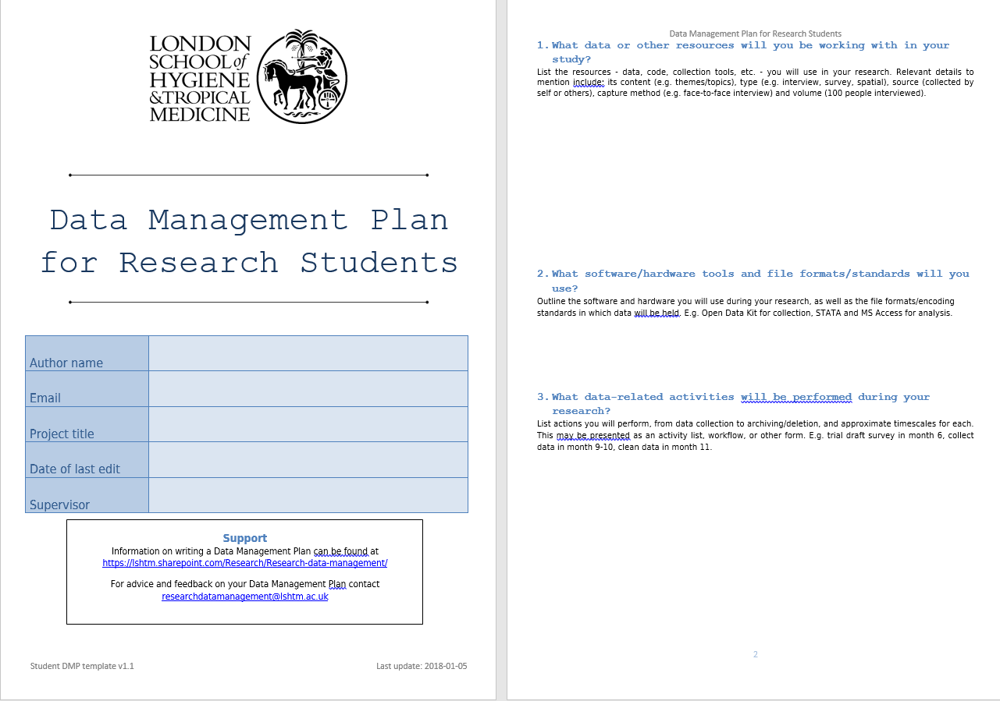 LONDON
SCHOOL of
HYGIENE
&TROPICAL
MEDICINE
Data Management Plan
for Research Students
Author name
Email
Project title
Date of last edit
Supervisor
Support
Information on writing a Data Management Plan can be found at
https://lshtm.sharepoint.com/Research/Research-data-management/
For advice and feedback on your Data Management Plan contact
researchdatamanagement@lshtm.ac.uk
Student DMP template v1.1
Last update: 2018-01-05
Data Management Plan for Research Students
1. What data or other resources will you be working with in your
study?
List the resources - data, code, collection tools, etc. - you will use in your research. Relevant details to
mention include: its content (e.g. themes/topics), type (e.g. interview, survey, spatial), source (collected by
self or others), capture method (e.g. face-to-face interview) and volume (100 people interviewed).
2. What software/hardware tools and file formats/standards will you
use?
Outline the software and hardware you will use during your research, as well as the file formats/encoding
standards in which data will be held. E.g. Open Data Kit for collection, STATA and MS Access for analysis.
3. What data-related activities will be performed during your
research?
List actions you will perform, from data collection to archiving/deletion, and approximate timescales for each.
This may be presented as an activity list, workflow, or other form. E.g. trial draft survey in month 6, collect
data in month 9-10, clean data in month 11.
2